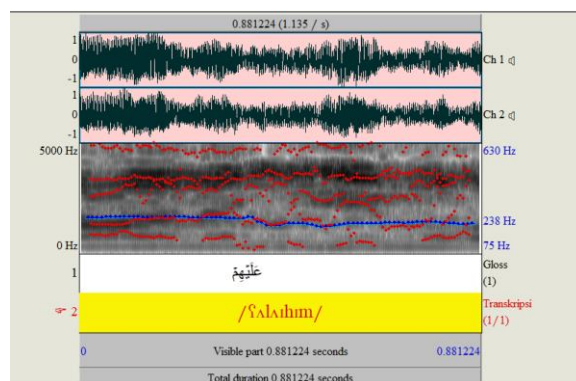 0.881224 (1.135 / s)
1
0
-1
Ch 1
1
0
-1
Ch 2
5000 Hz
0 Hz
630 Hz
238 Hz
75 Hz
1
عَلَيْهِمْ
Gloss
(1)
2
/ʕʌlʌıhım/
Transkripsi
(1/1)
0
Visible part 0.881224 seconds
0.881224
Total duration 0.881224 seconds